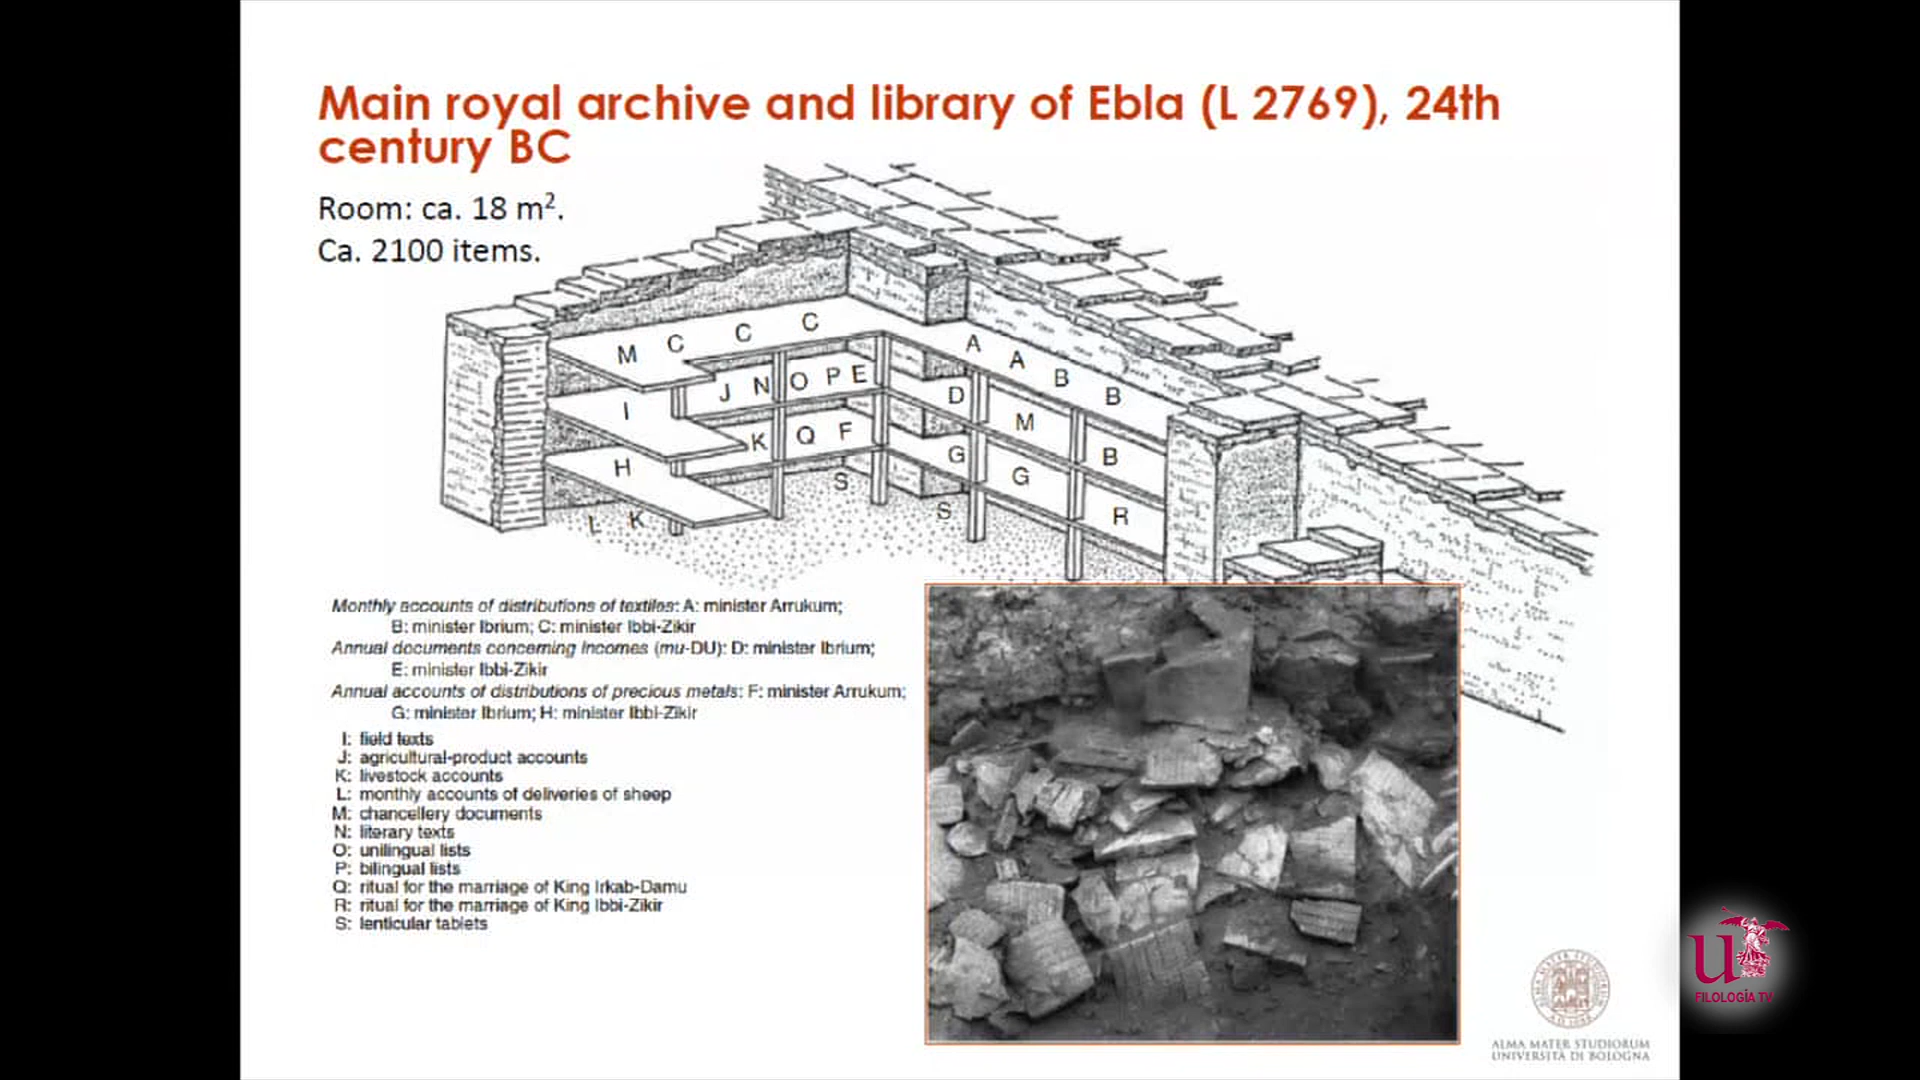 Main royal archive and library of Ebla (L 2769), 24th
century BC
Room: ca. 18 m².
Ca. 2100 items.
M C C C A A B B
J N O P E D
I M
K Q F G B
H G
S S R
L K
Monthly accounts of distributions of textiles: A: minister Arrukum;
B: minister Ibrium; C: minister Ibbi-Zikir
Annual documents concerning incomes (mu-DU): D: minister Ibrium;
E: minister Ibbi-Zikir
Annual accounts of distributions of precious metals: F: minister Arrukum;
G: minister Ibrium; H: minister Ibbi-Zikir
I: field texts
J: agricultural-product accounts
K: livestock accounts
L: monthly accounts of deliveries of sheep
M: chancellery documents
N: literary texts
O: unilingual lists
P: bilingual lists
Q: ritual for the marriage of King Irkab-Damu
R: ritual for the marriage of King Ibbi-Zikir
S: lenticular tablets
ALMA MATER STUDIORUM
UNIVERSITÀ DI BOLOGNA
u
FILOLOGÍA TV